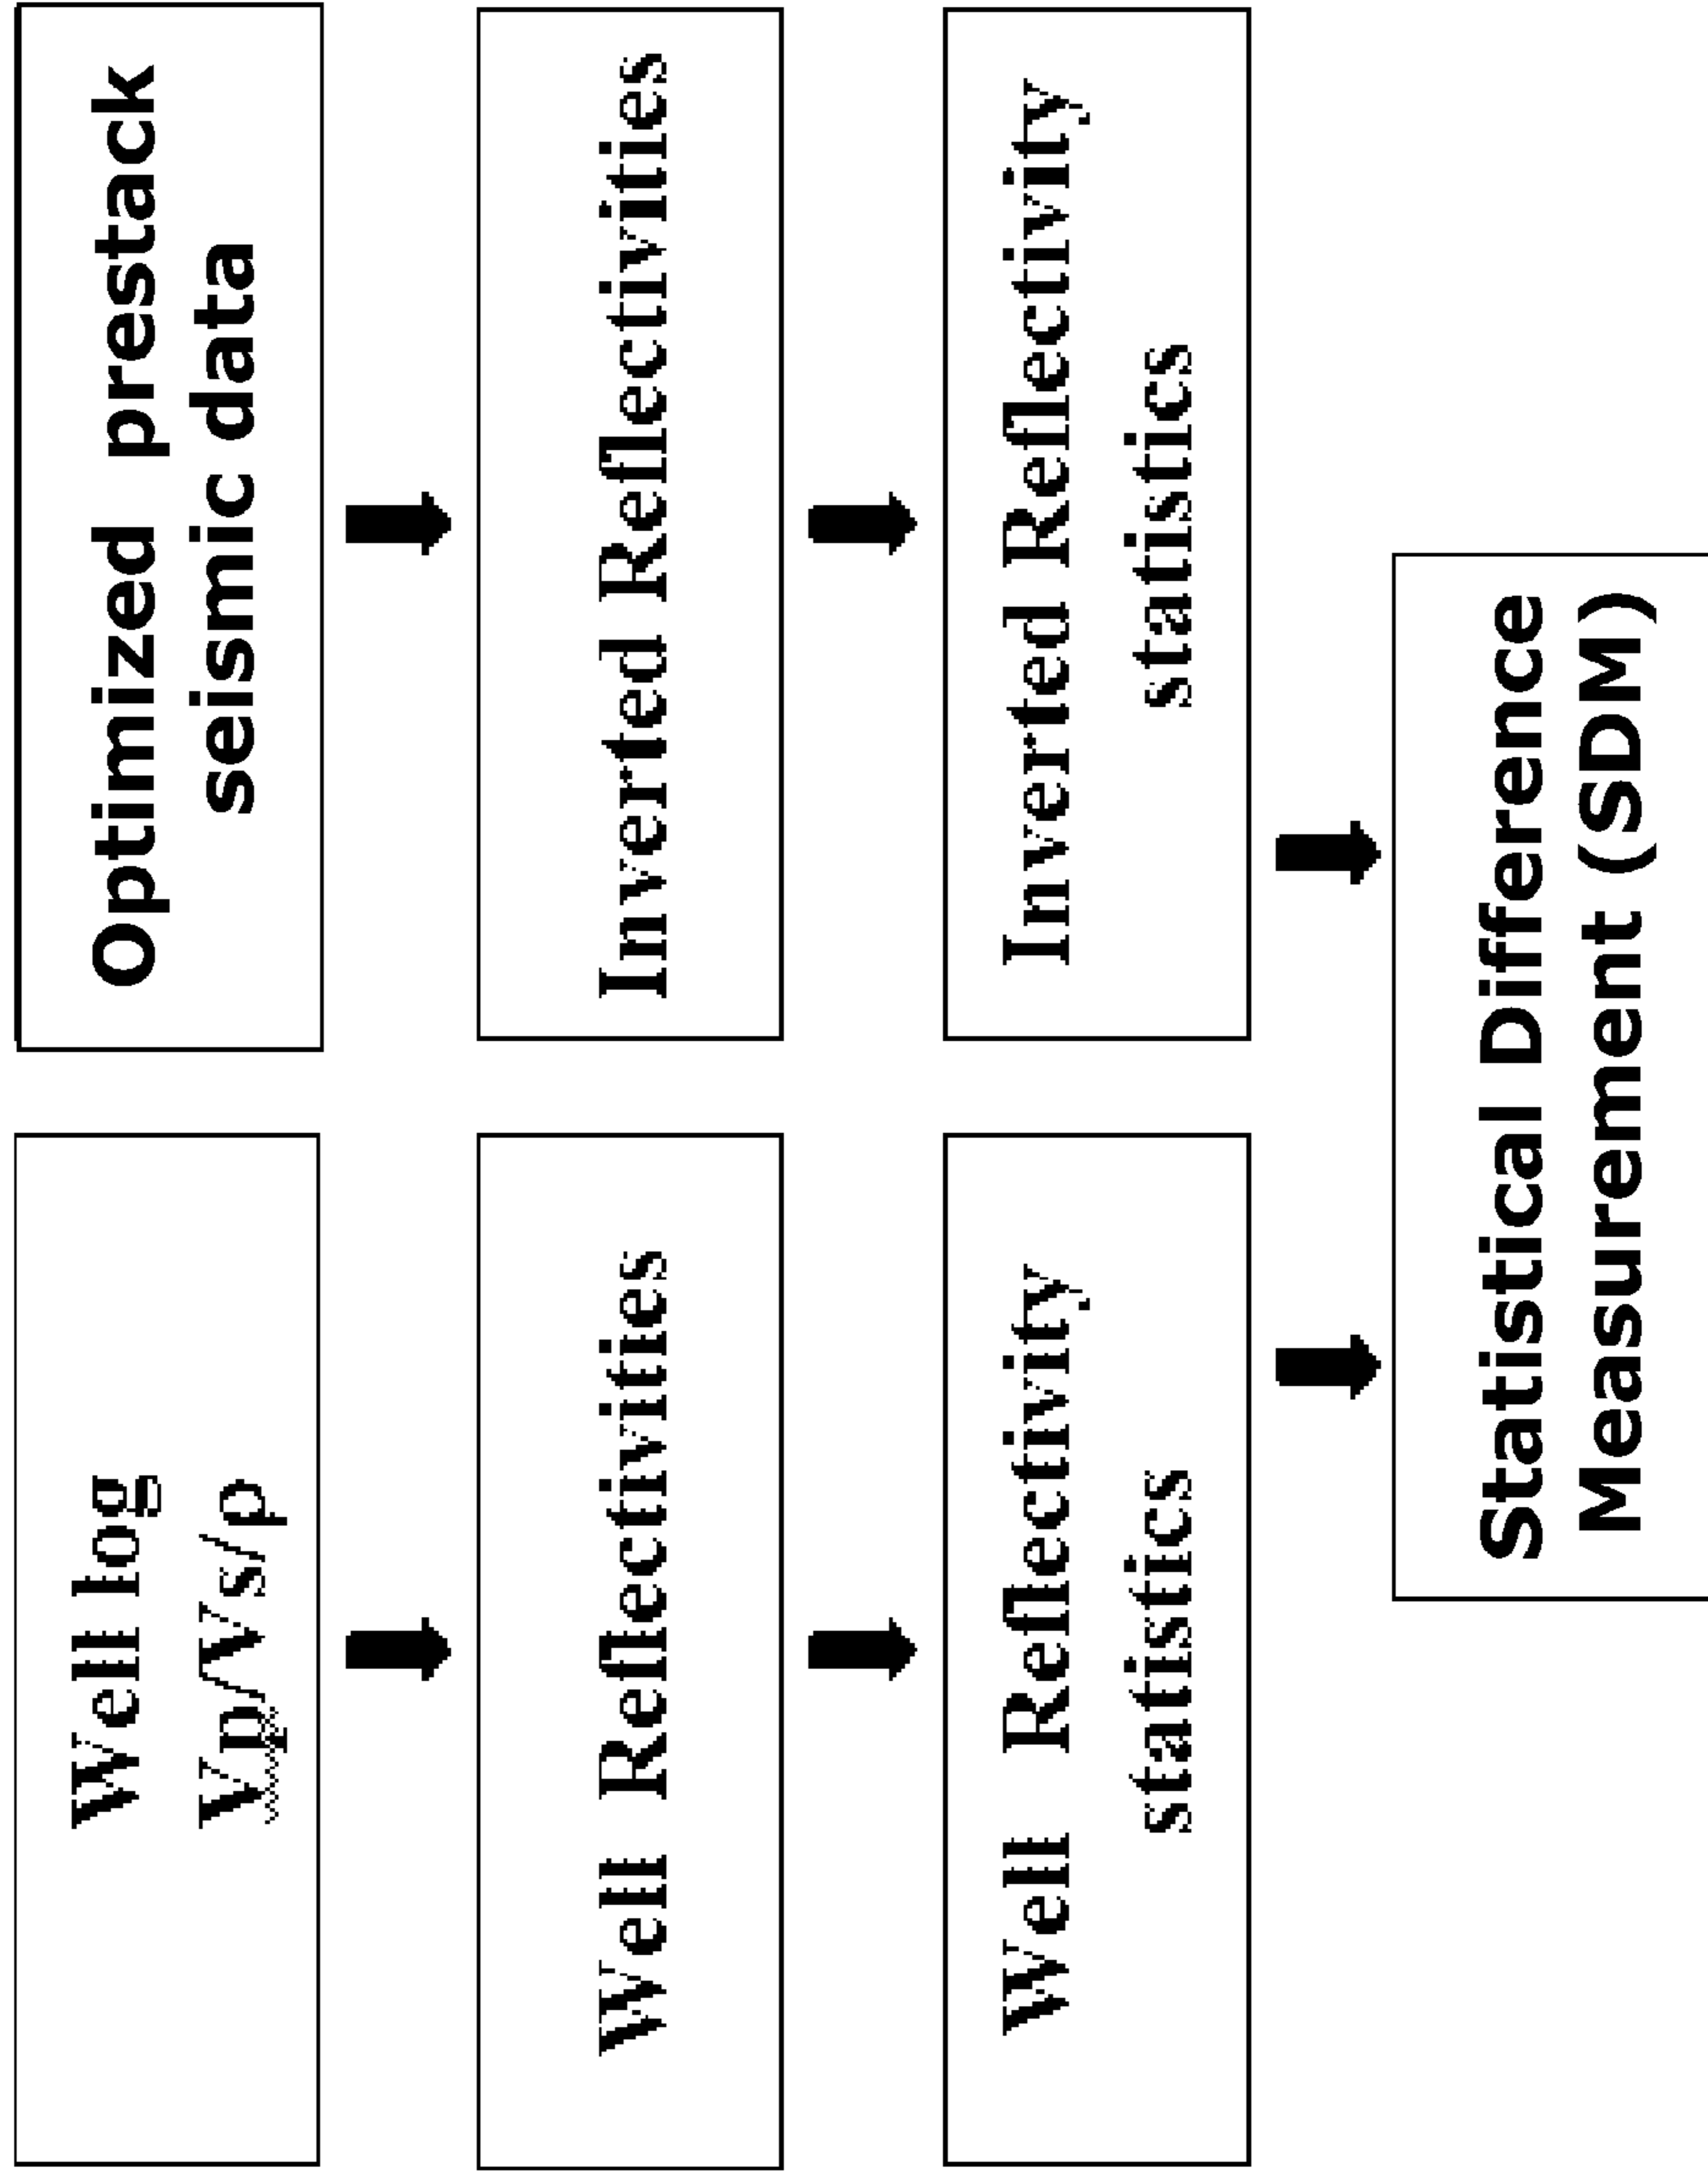 Well log
Vp/Vs/ρ
Optimized prestack
seismic data
Well Reflectivities
Inverted Reflectivities
Well Reflectivity
statistics
Inverted Reflectivity
statistics
Statistical Difference
Measurement (SDM)